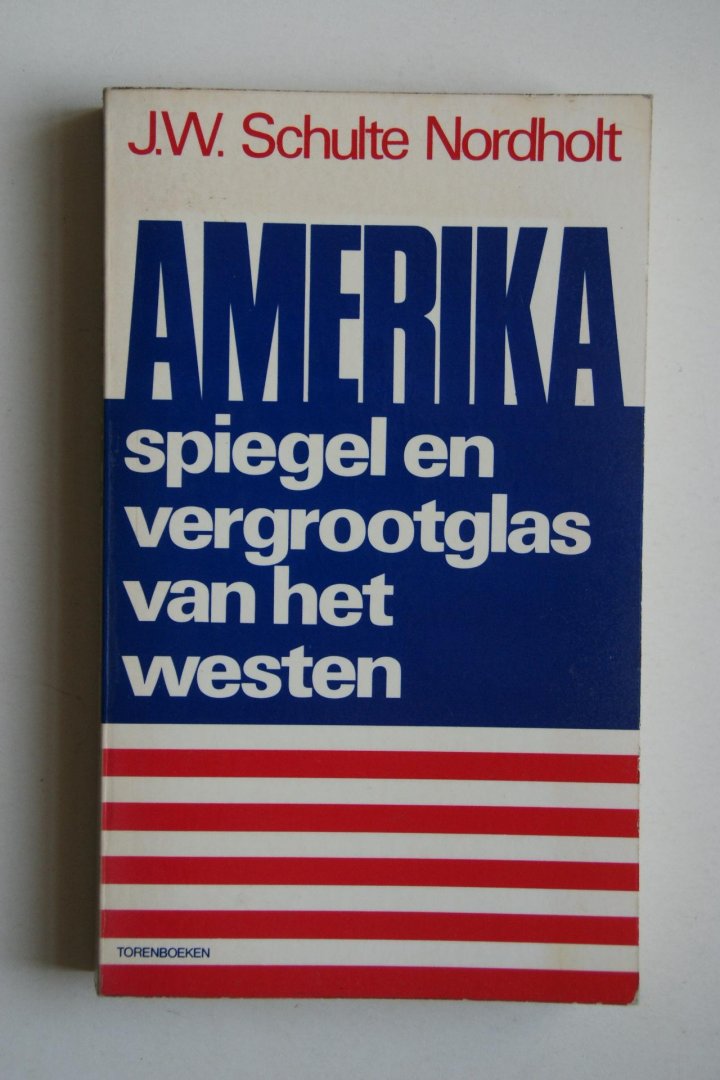 J.W. Schulte Nordholt
AMERIKA
spiegel en
vergrootglas
van het
westen
TORENBOEKEN